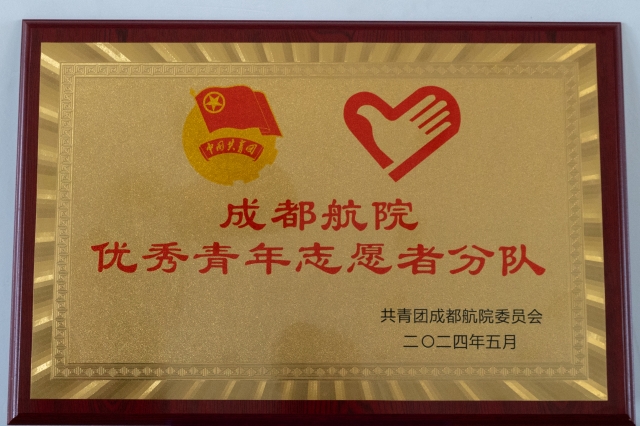 中国共青团
成都航院
优秀青年志愿者分队
共青团成都航院委员会
二〇二四年五月